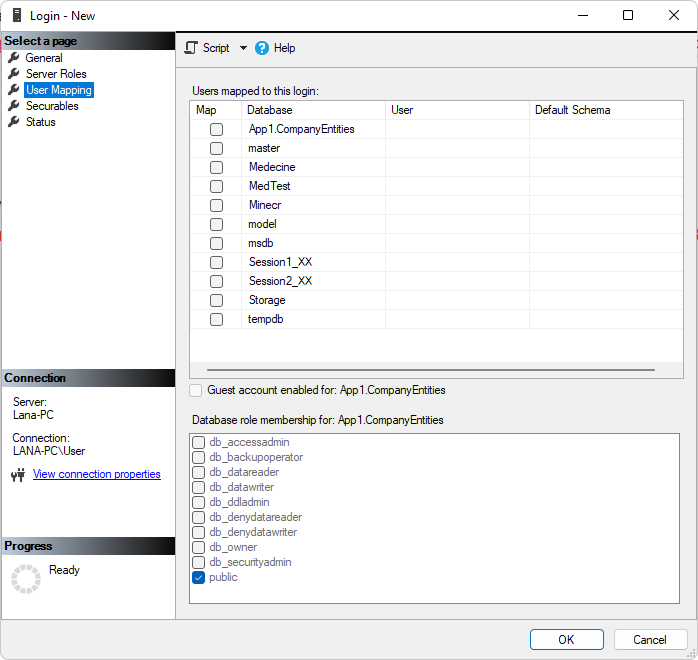 Login - New
Select a page
General
Server Roles
User Mapping
Securables
Status
Connection
Server:
Lana-PC
Connection:
LANA-PC\User
View connection properties
Progress
Ready
Script Help
Users mapped to this login:
Map Database User Default Schema
App1.CompanyEntities
master
Medecine
MedTest
Minecr
model
msdb
Session1_XX
Session2_XX
Storage
tempdb
Guest account enabled for: App1.CompanyEntities
Database role membership for: App1.CompanyEntities
db_accessadmin
db_backupoperator
db_datareader
db_datawriter
db_ddladmin
db_denydatareader
db_denydatawriter
db_owner
db_securityadmin
public
OK Cancel